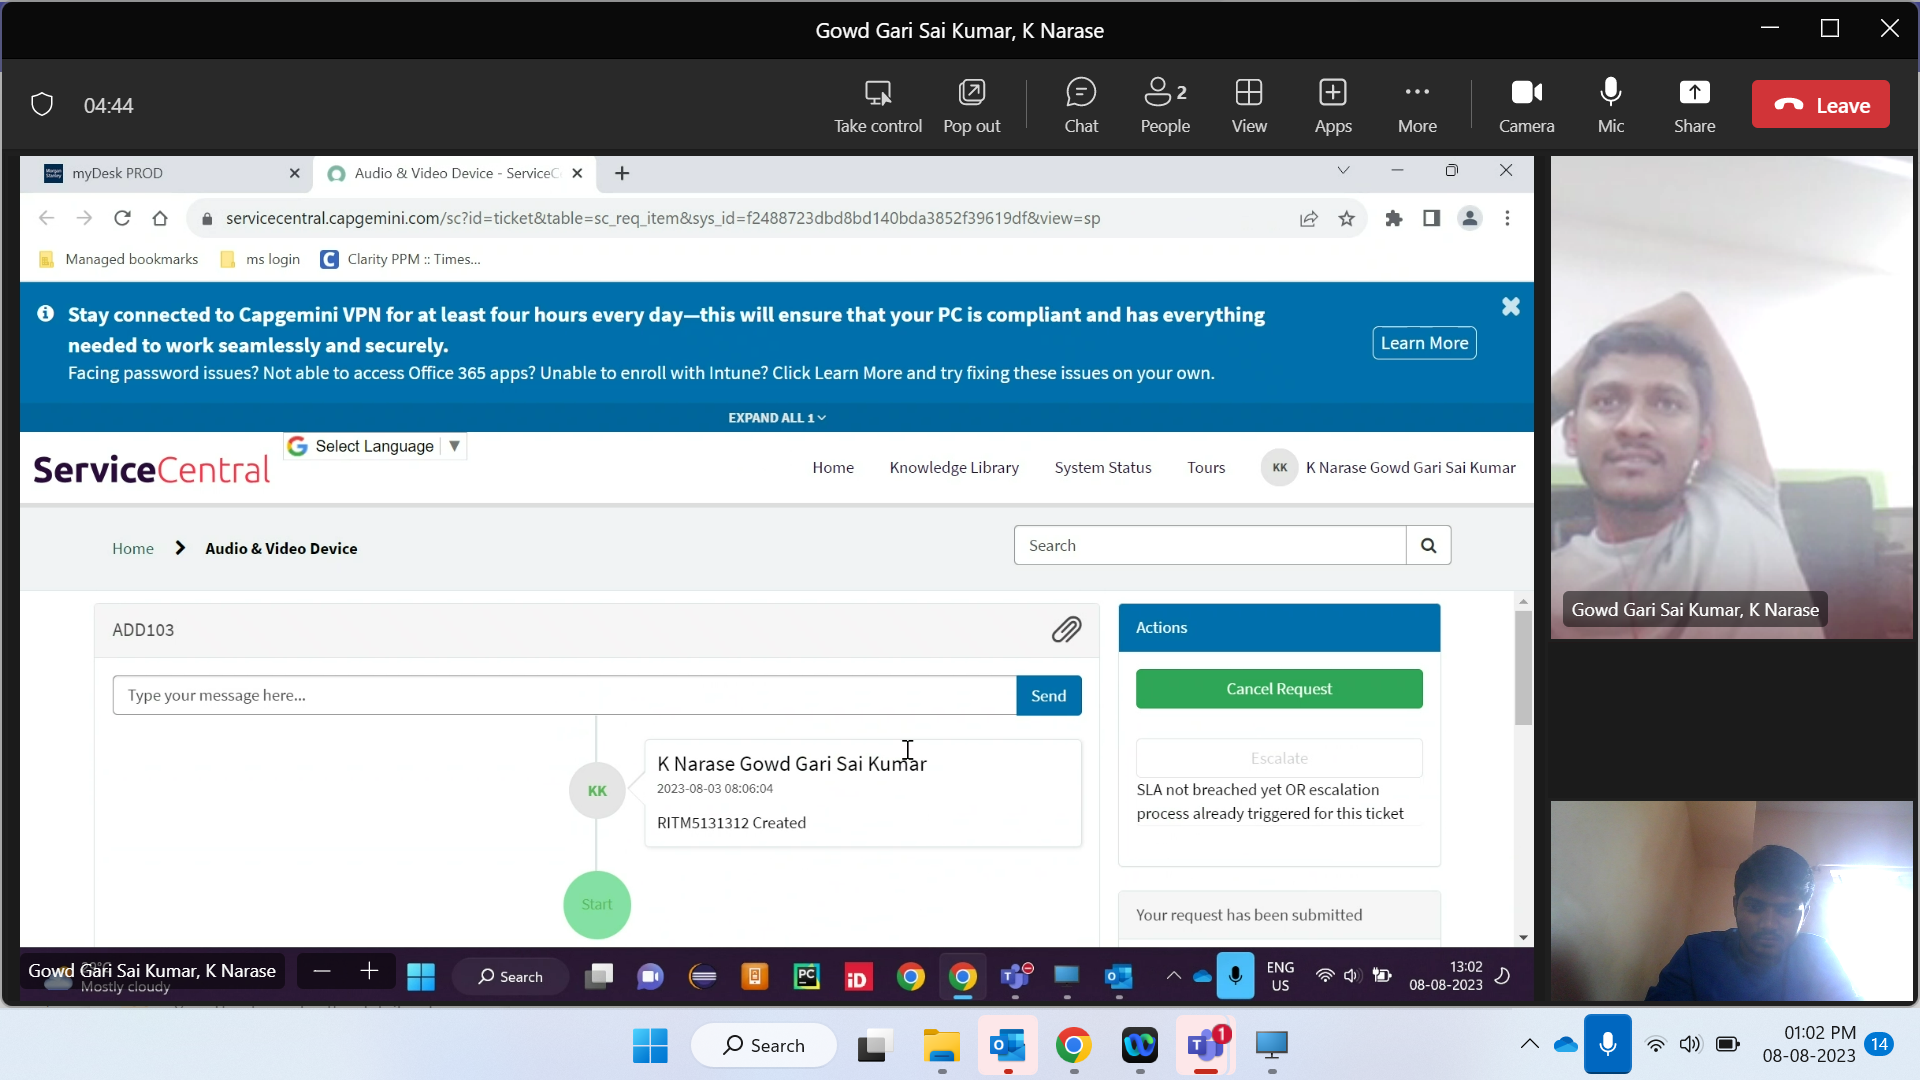 Gowd Gari Sai Kumar, K Narase
04:44
Take control
Pop out
Chat
2
People
View
Apps
More
Camera
Mic
Share
Leave
myDesk PROD
Audio & Video Device - ServiceC
servicecentral.capgemini.com/sc?id=ticket&table=sc_req_item&sys_id=f2488723dbd8bd140bda3852f39619df&view=sp
Managed bookmarks
ms login
Clarity PPM :: Times...
Stay connected to Capgemini VPN for at least four hours every day—this will ensure that your PC is compliant and has everything
needed to work seamlessly and securely.
Facing password issues? Not able to access Office 365 apps? Unable to enroll with Intune? Click Learn More and try fixing these issues on your own.
Learn More
EXPAND ALL 1
Select Language
ServiceCentral
Home
Knowledge Library
System Status
Tours
KK
K Narase Gowd Gari Sai Kumar
Home
Audio & Video Device
Search
ADD103
Type your message here...
Send
KK
K Narase Gowd Gari Sai Kumar
2023-08-03 08:06:04
RITM5131312 Created
Start
Actions
Cancel Request
Escalate
SLA not breached yet OR escalation
process already triggered for this ticket
Your request has been submitted
Gowd Gari Sai Kumar, K Narase
Gowd Gari Sai Kumar, K Narase
Mostly cloudy
Search
PC
iD
ENG
US
13:02
08-08-2023
Search
1
01:02 PM
08-08-2023
14